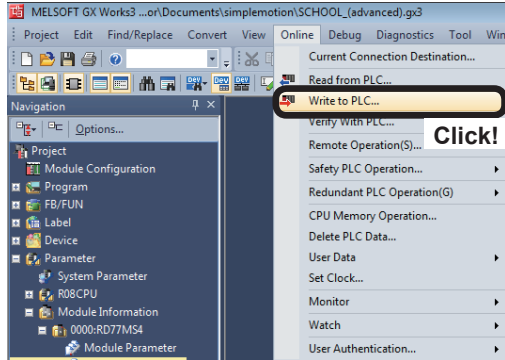 MELSOFT GX Works3 ...or\Documents\simplemotion\SCHOOL_(advanced).gx3
Project Edit Find/Replace Convert View Online Debug Diagnostics Tool Win
Current Connection Destination...
Read from PLC...
Write to PLC...
Verify With PLC...
Click!
Remote Operation(S)...
Safety PLC Operation...
Redundant PLC Operation(G)
CPU Memory Operation...
Delete PLC Data...
User Data
Set Clock...
Monitor
Watch
User Authentication...
Navigation
Options...
Project
Module Configuration
Program
FB/FUN
Label
Device
Parameter
System Parameter
R08CPU
Module Information
0000:RD77MS4
Module Parameter